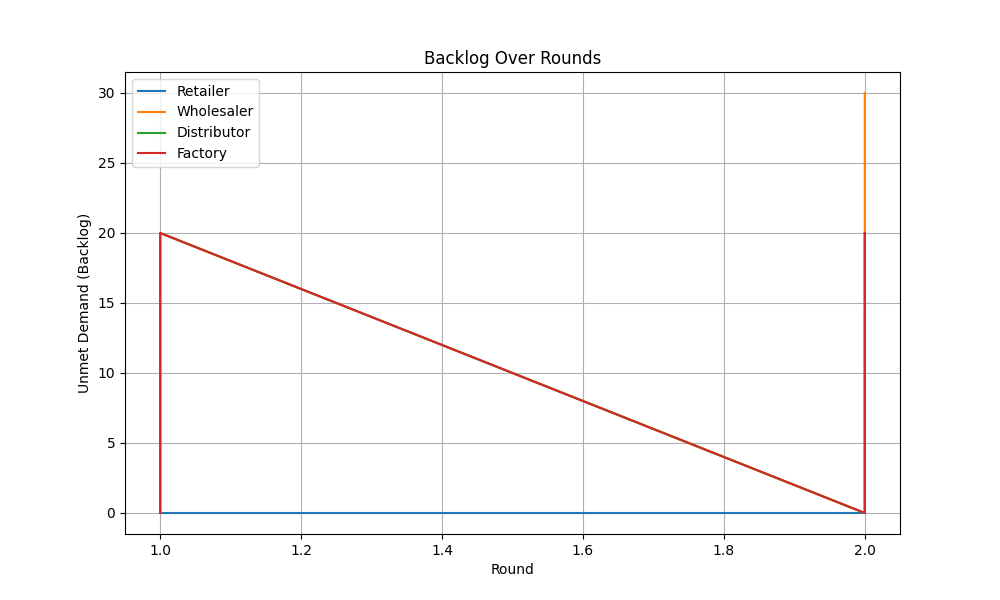 Backlog Over Rounds
Retailer
Wholesaler
Distributor
Factory
Unmet Demand (Backlog)
30
25
20
15
10
5
0
1.0 1.2 1.4 1.6 1.8 2.0
Round